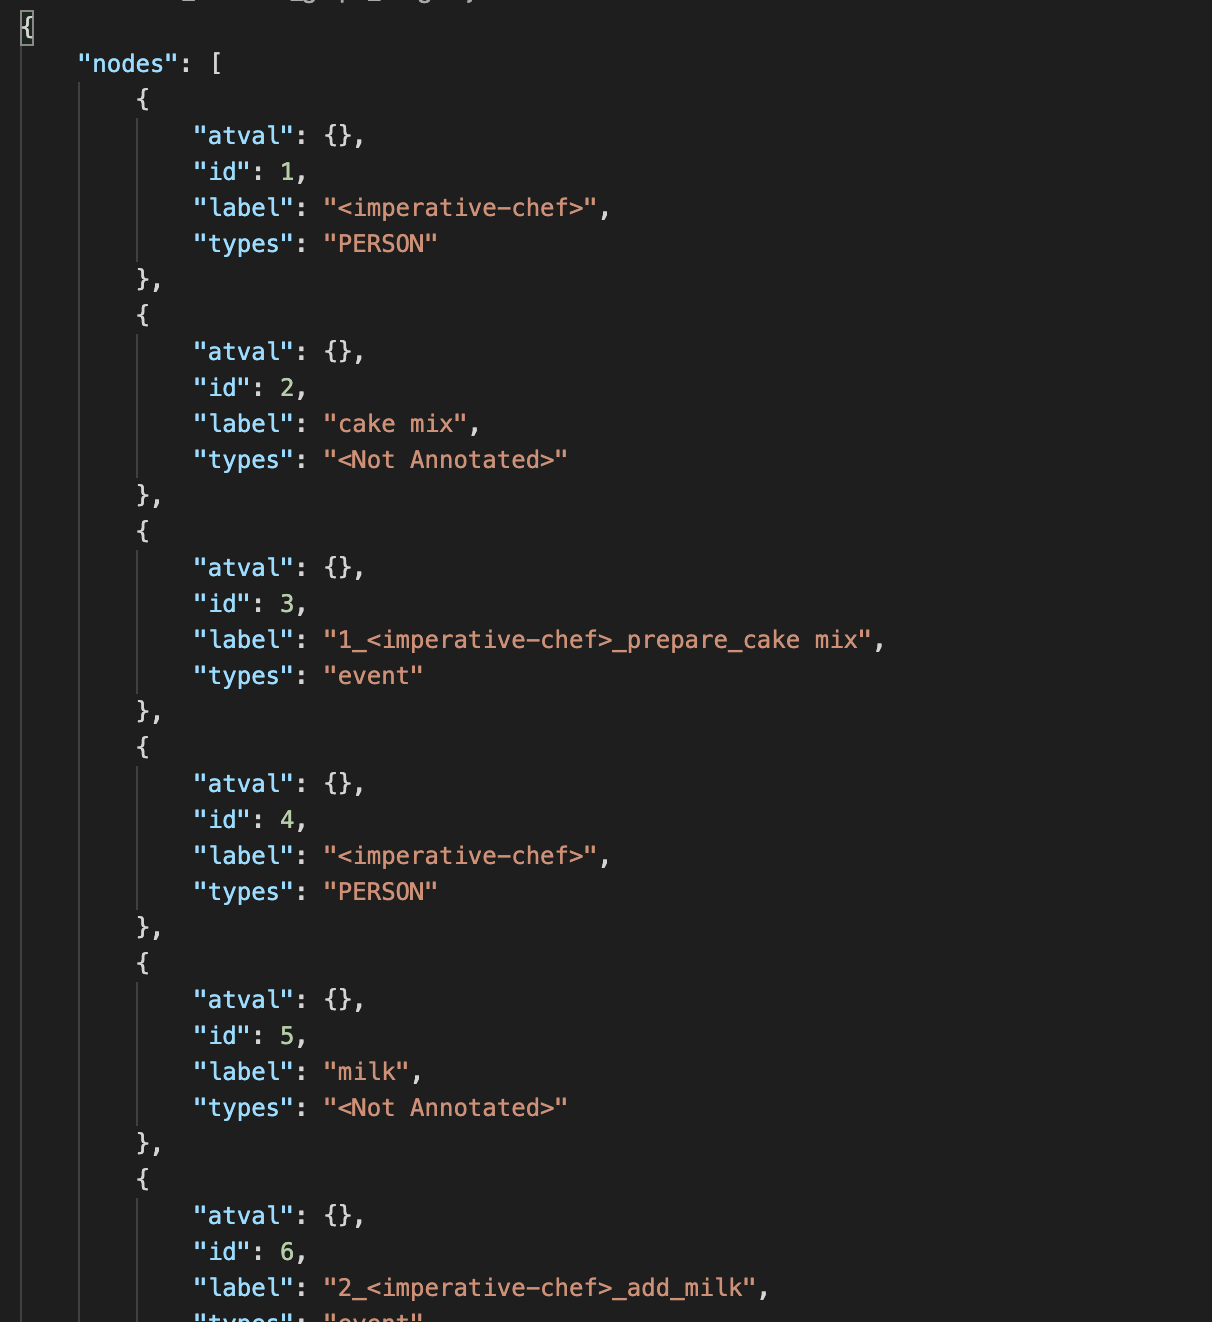 {
"nodes": [
{
"atval": {},
"id": 1,
"label": "<imperative-chef>",
"types": "PERSON"
},
{
"atval": {},
"id": 2,
"label": "cake mix",
"types": "<Not Annotated>"
},
{
"atval": {},
"id": 3,
"label": "1_<imperative-chef>_prepare_cake mix",
"types": "event"
},
{
"atval": {},
"id": 4,
"label": "<imperative-chef>",
"types": "PERSON"
},
{
"atval": {},
"id": 5,
"label": "milk",
"types": "<Not Annotated>"
},
{
"atval": {},
"id": 6,
"label": "2_<imperative-chef>_add_milk",
"types": "event"